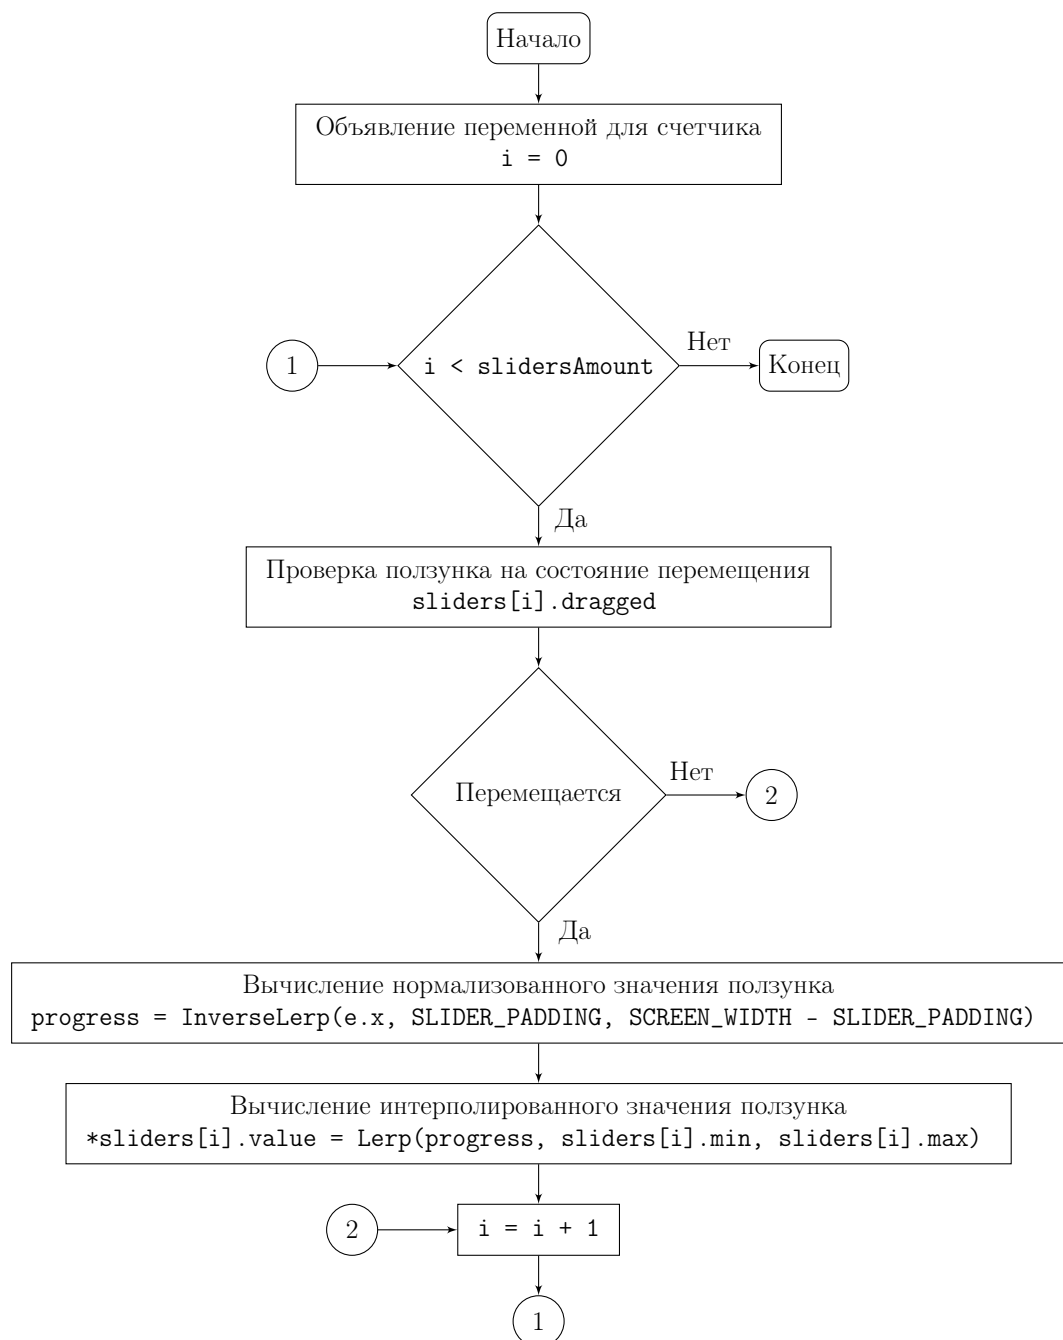 Начало
Объявление переменной для счетчика
i = 0
1
i < slidersAmount
Нет
Конец
Да
Проверка ползунка на состояние перемещения
sliders[i].dragged
Перемещается
Нет
2
Да
Вычисление нормализованного значения ползунка
progress = InverseLerp(e.x, SLIDER_PADDING, SCREEN_WIDTH - SLIDER_PADDING)
Вычисление интерполированного значения ползунка
*sliders[i].value = Lerp(progress, sliders[i].min, sliders[i].max)
2
i = i + 1
1